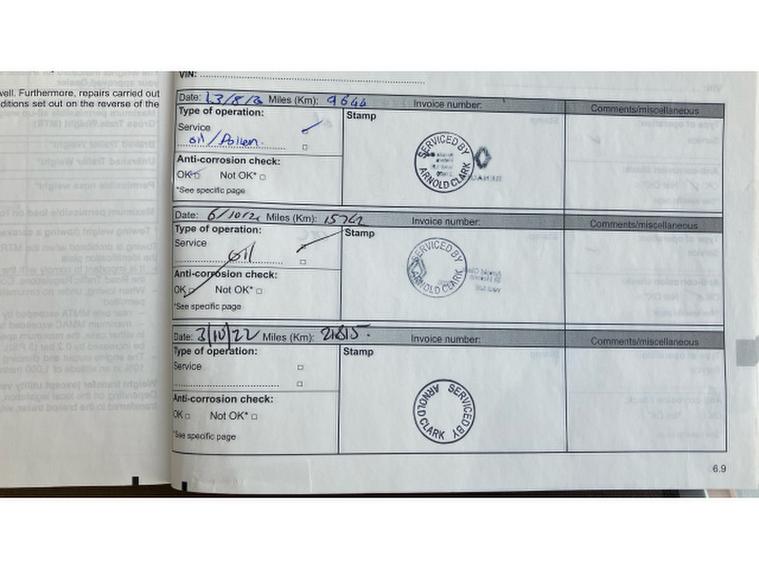 well. Furthermore, repairs carried out
conditions set out on the reverse of the
VIN:
Date: 13/8/ Miles (Km): 9644 Invoice number: Comments/miscellaneous
Type of operation: Stamp
Service
oil/Pollen.
Anti-corrosion check:
OK Not OK*
*See specific page
SERVICED BY
ARNOLD CLARK
Date: 6/10/21 Miles (Km): 15762 Invoice number: Comments/miscellaneous
Type of operation: Stamp
Service
oil
Anti-corrosion check:
OK Not OK*
*See specific page
SERVICED BY
ARNOLD CLARK
Date: 3/10/22 Miles (Km): 21815. Invoice number: Comments/miscellaneous
Type of operation: Stamp
Service
Anti-corrosion check:
OK Not OK*
*See specific page
SERVICED BY
ARNOLD CLARK
6.9